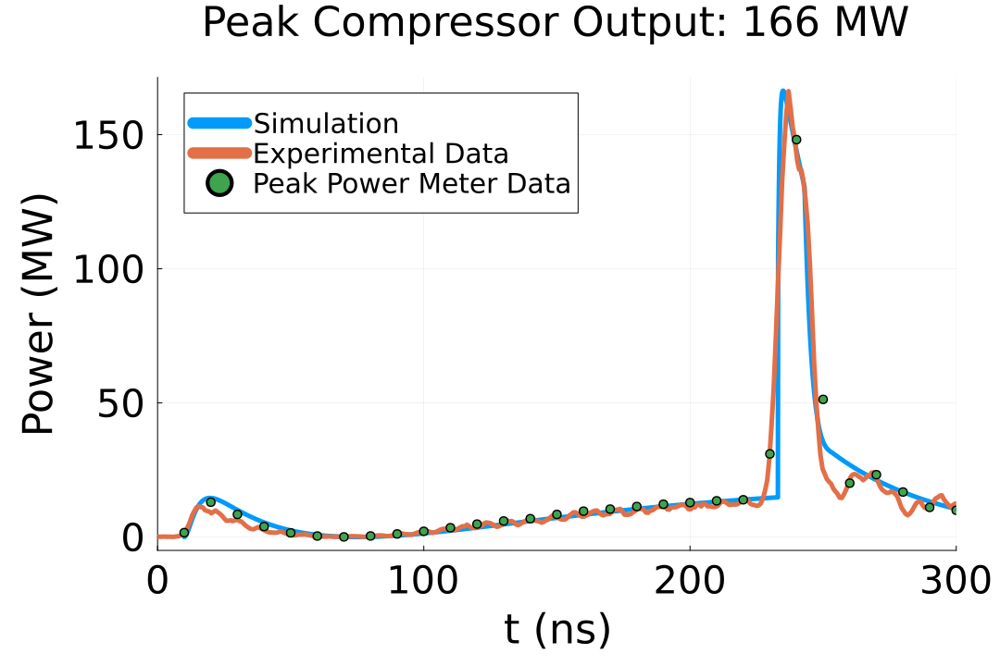 Peak Compressor Output: 166 MW
Simulation
Experimental Data
Peak Power Meter Data
Power (MW)
150
100
50
0
0 100 200 300
t (ns)